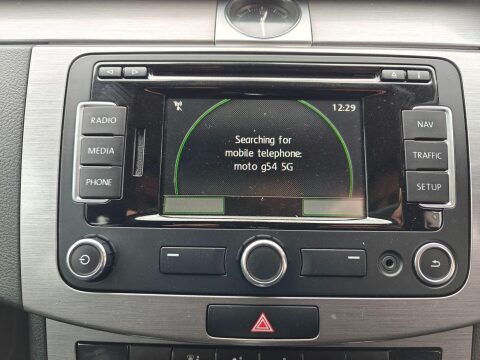 12:29
Searching for
mobile telephone:
moto g54 5G
RADIO
MEDIA
PHONE
NAV
TRAFFIC
SETUP